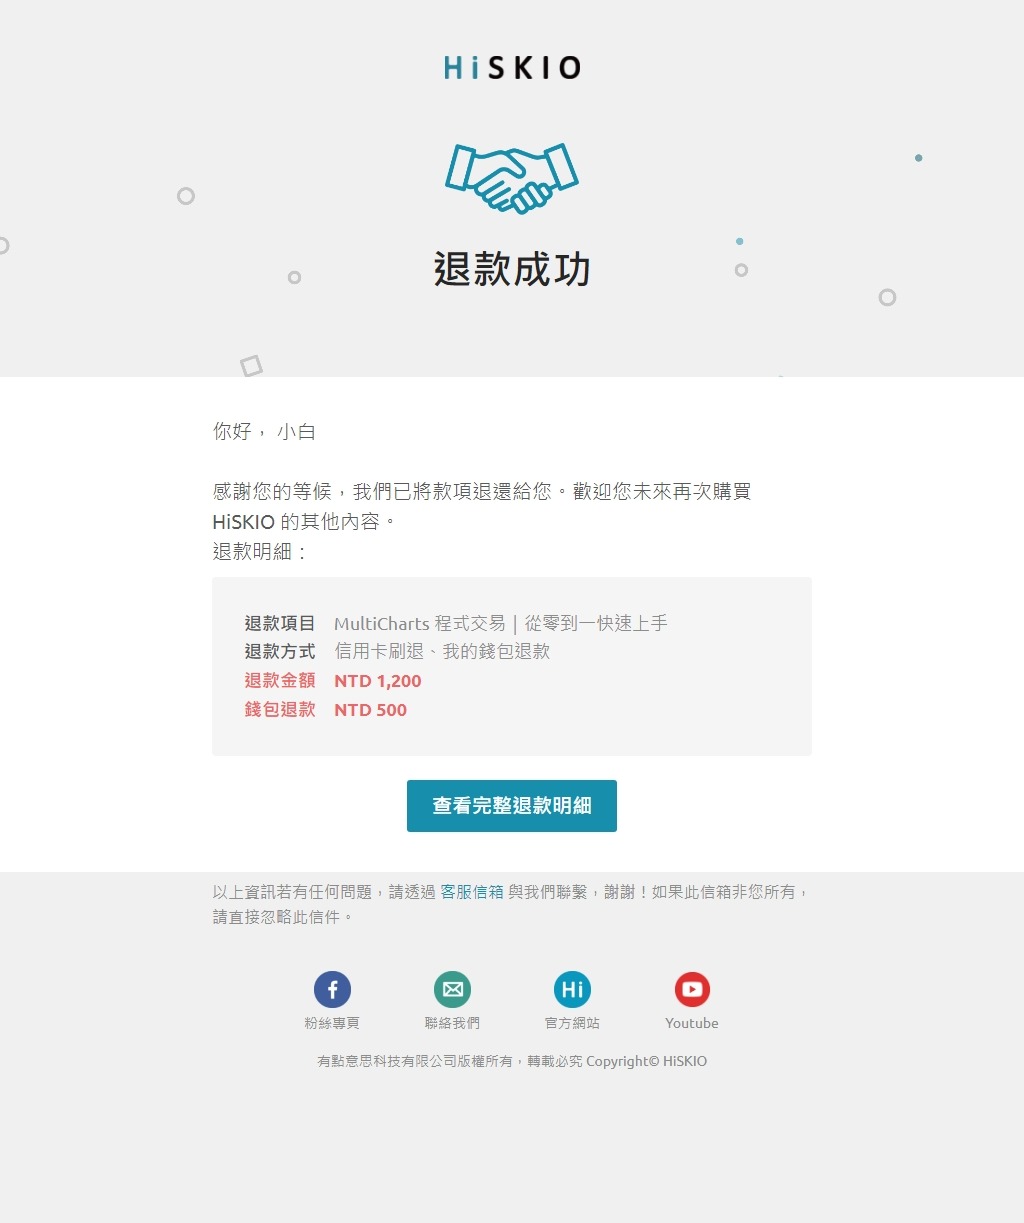 HiSKIO
退款成功
你好， 小白
感謝您的等候，我們已將款項退還給您。歡迎您未來再次購買
HiSKIO 的其他內容。
退款明細：
退款項目 MultiCharts 程式交易｜從零到一快速上手
退款方式 信用卡刷退、我的錢包退款
退款金額 NTD 1,200
錢包退款 NTD 500
查看完整退款明細
以上資訊若有任何問題，請透過 客服信箱 與我們聯繫，謝謝！如果此信箱非您所有，
請直接忽略此信件。
Hi
粉絲專頁 聯絡我們 官方網站 Youtube
有點意思科技有限公司版權所有，轉載必究 Copyright© HiSKIO